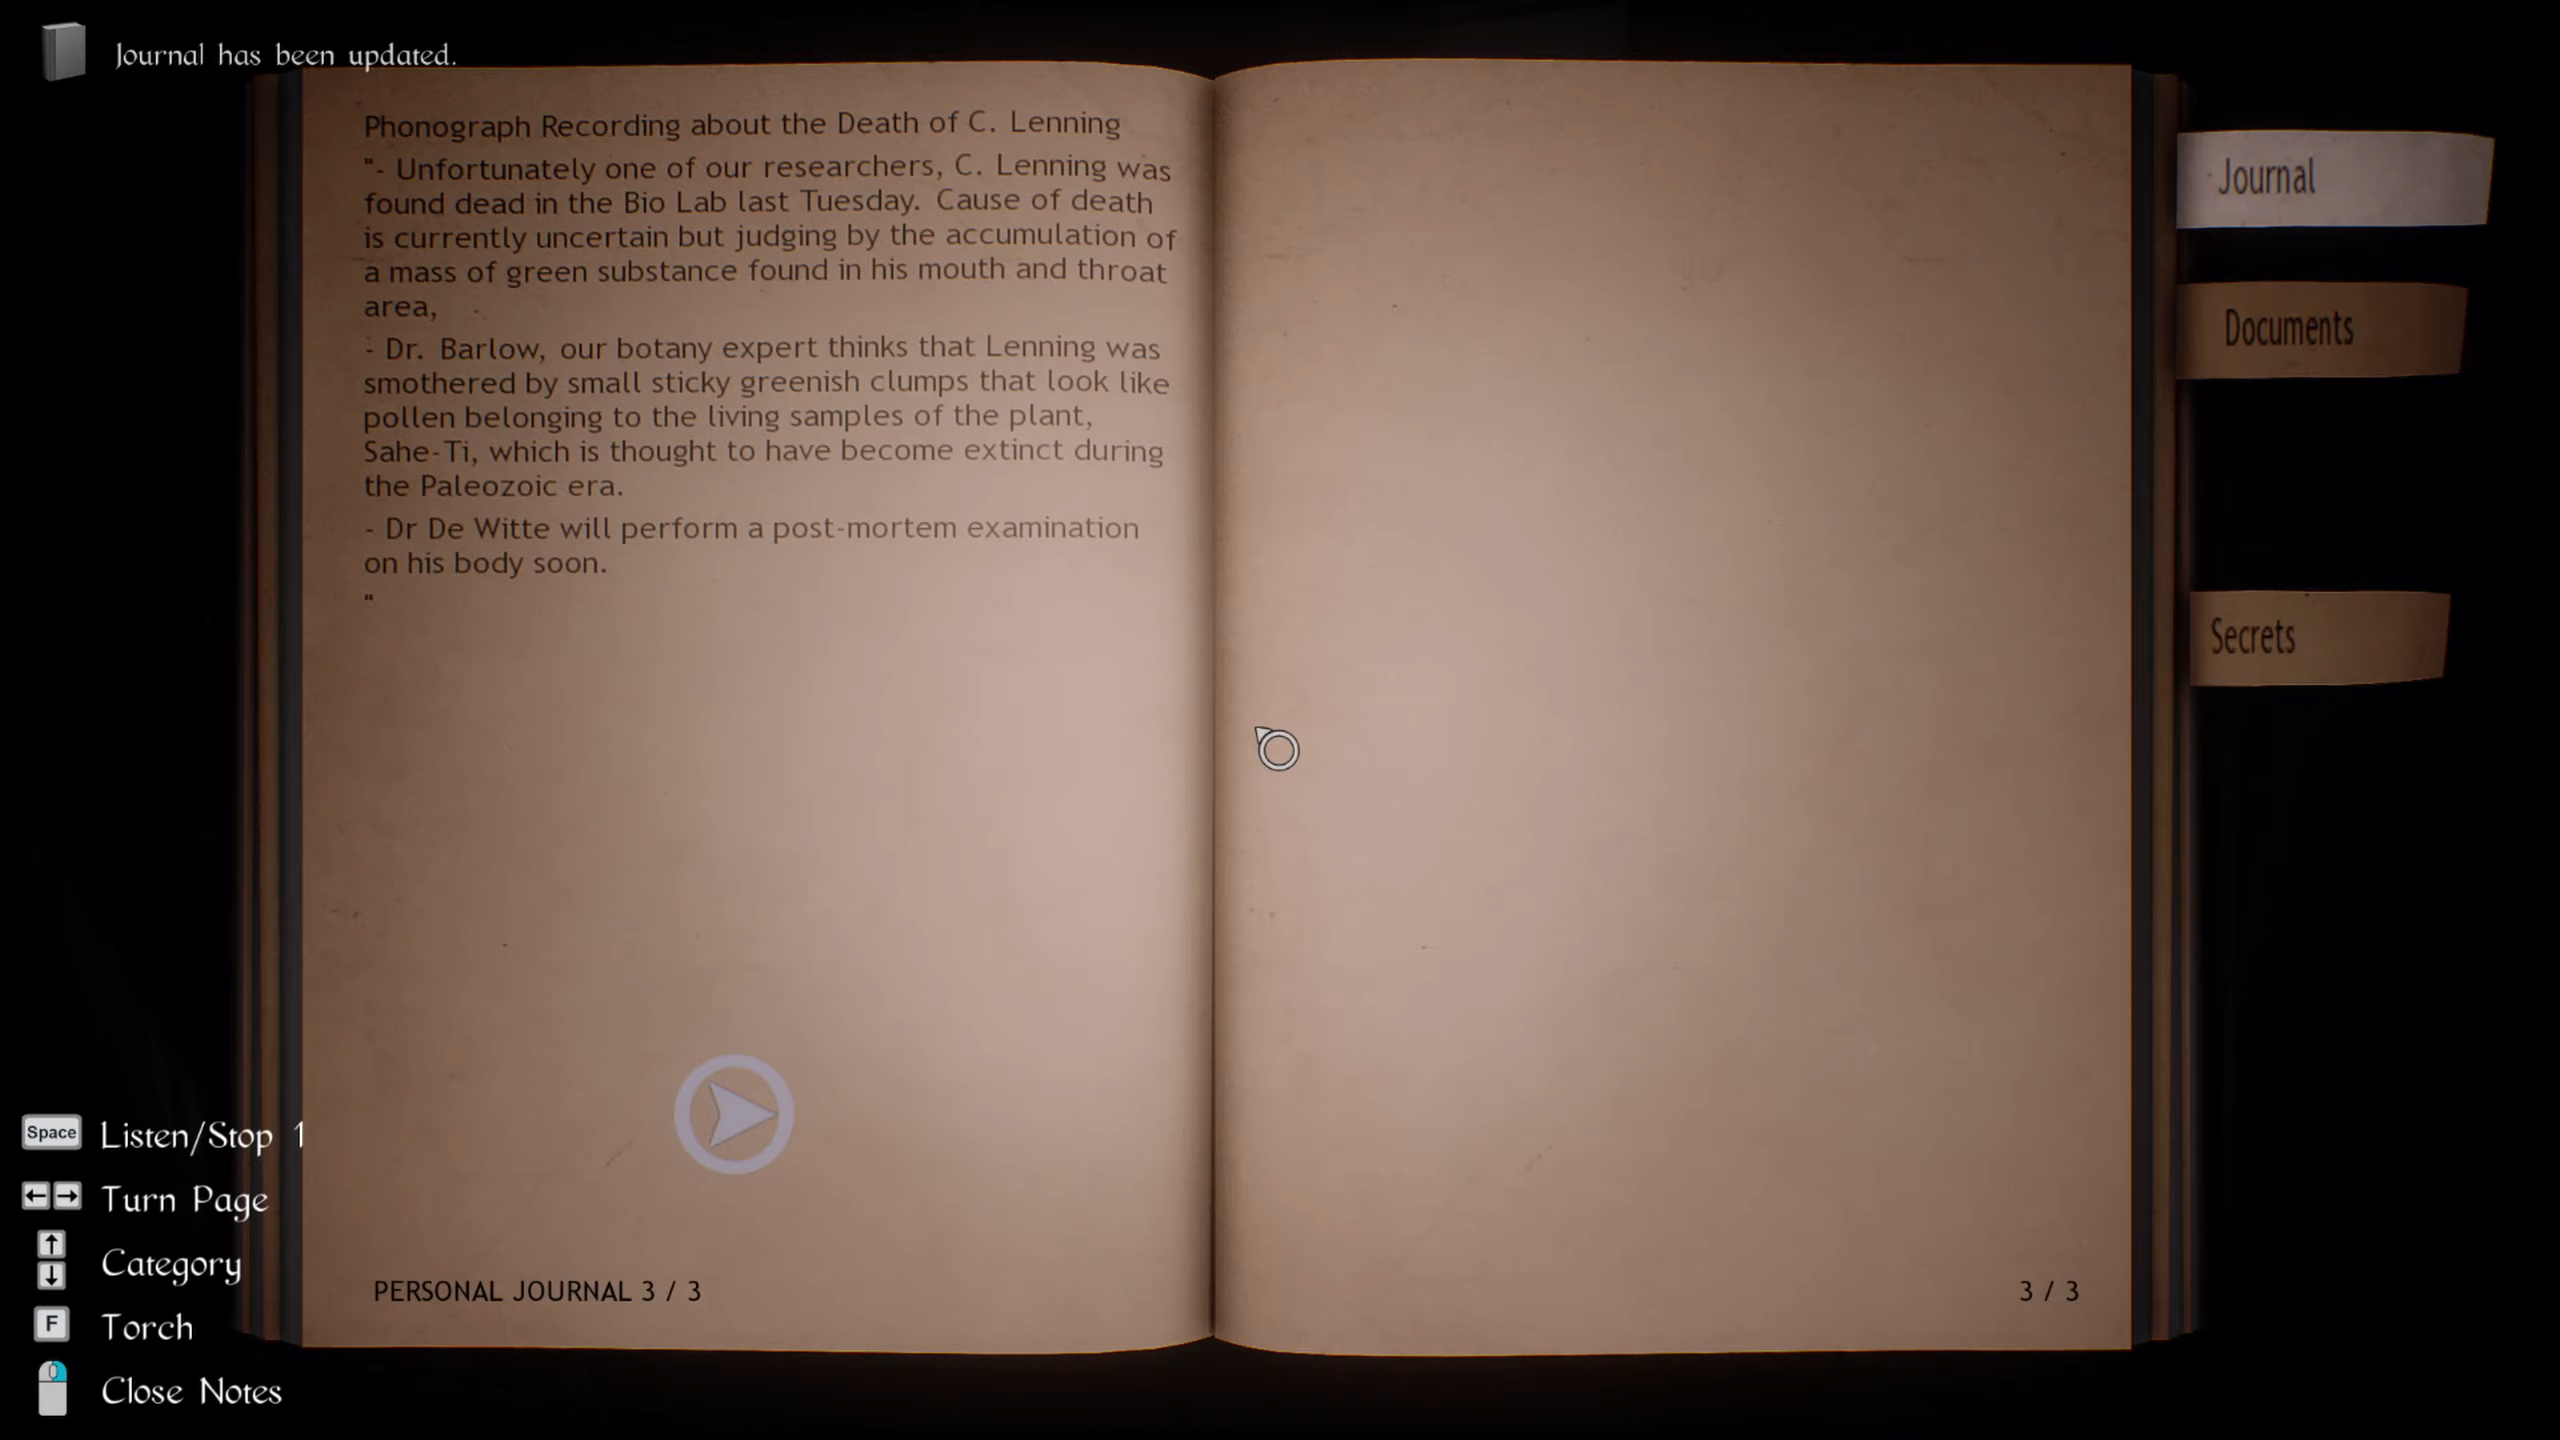 Journal has been updated.
Phonograph Recording about the Death of C. Lenning
"- Unfortunately one of our researchers, C. Lenning was
found dead in the Bio Lab last Tuesday. Cause of death
is currently uncertain but judging by the accumulation of
a mass of green substance found in his mouth and throat
area,
- Dr. Barlow, our botany expert thinks that Lenning was
smothered by small sticky greenish clumps that look like
pollen belonging to the living samples of the plant,
Sahe-Ti, which is thought to have become extinct during
the Paleozoic era.
- Dr De Witte will perform a post-mortem examination
on his body soon.
"
PERSONAL JOURNAL 3 / 3
3 / 3
Journal
Documents
Secrets
Space Listen/Stop 1
←→ Turn Page
↑↓ Category
F Torch
Close Notes